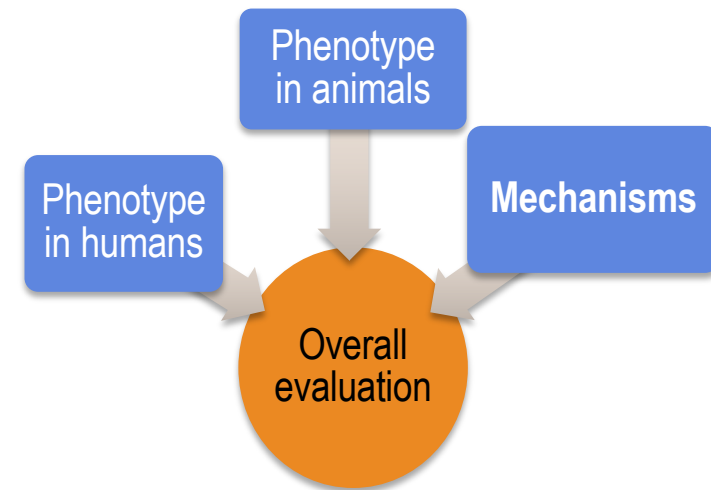 Phenotype
in animals
Phenotype
in humans
Mechanisms
Overall
evaluation